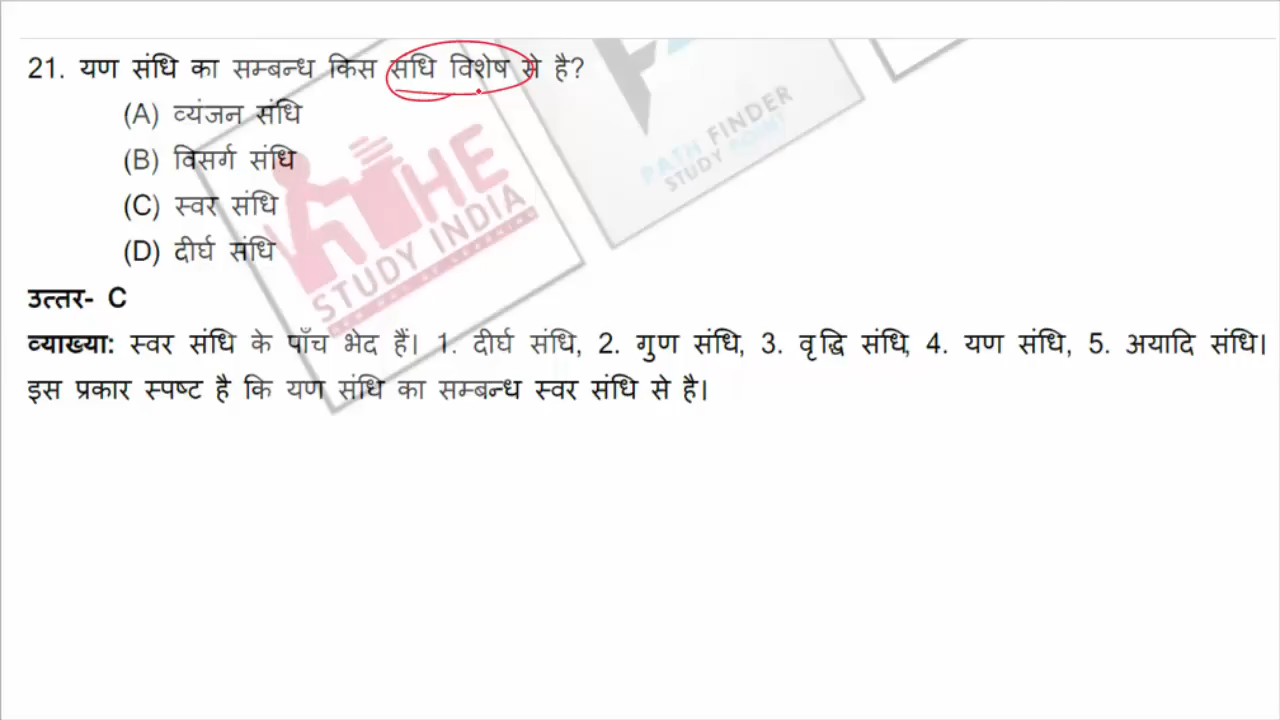 21. यण संधि का सम्बन्ध किस संधि विशेष से है?
(A) व्यंजन संधि
(B) विसर्ग संधि
(C) स्वर संधि
(D) दीर्घ संधि
उत्तर- C
व्याख्या: स्वर संधि के पाँच भेद हैं। 1. दीर्घ संधि, 2. गुण संधि, 3. वृद्धि संधि, 4. यण संधि, 5. अयादि संधि।
इस प्रकार स्पष्ट है कि यण संधि का सम्बन्ध स्वर संधि से है।
THE
STUDY INDIA
PATH FINDER
STUDY POINT